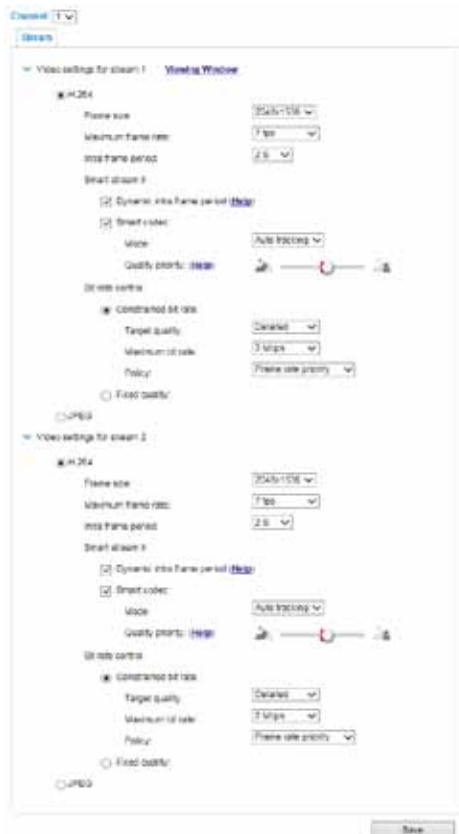 Channel: 1
Stream
Video settings for stream 1 Viewing Window
H.264
Frame size: 2048x1536
Maximum frame rate: 7 fps
Intra frame period: 2 S
Smart stream II:
Dynamic intra frame period (Help)
Smart codec:
Mode: Auto tracking
Quality priority: (Help)
Bit rate control
Constrained bit rate:
Target quality: Detailed
Maximum bit rate:
Policy: Frame rate priority
Fixed quality:
JPEG
Video settings for stream 2
H.264
Frame size: 2048x1536
Maximum frame rate: 7 fps
Intra frame period: 2 S
Smart stream II:
Dynamic intra frame period (Help)
Smart codec:
Mode: Auto tracking
Quality priority: (Help)
Bit rate control
Constrained bit rate:
Target quality: Detailed
Maximum bit rate:
Policy: Frame rate priority
Fixed quality:
JPEG
Save